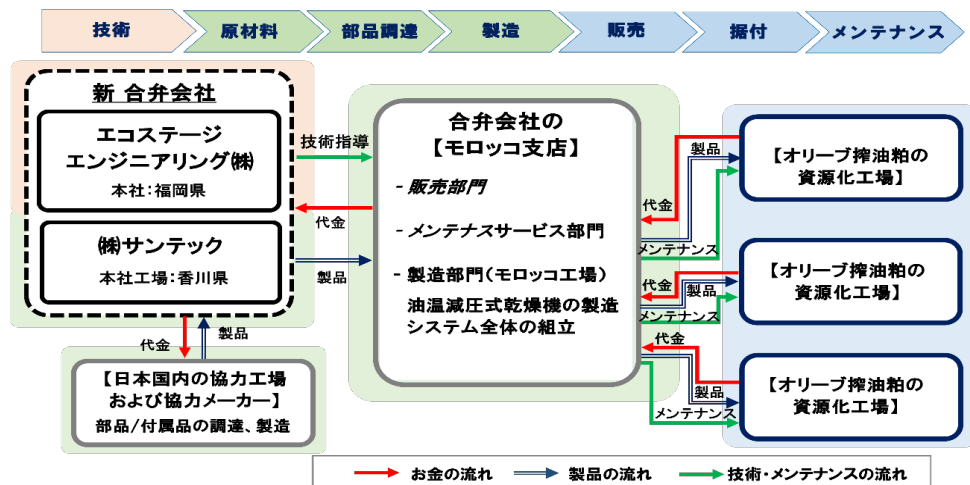 技術
原材料
部品調達
製造
販売
据付
メンテナンス
新 合弁会社
エコステージ
エンジニアリング㈱
本社：福岡県
㈱サンテック
本社工場：香川県
技術指導
代金
製品
代金
製品
【日本国内の協力工場
および協力メーカー】
部品/付属品の調達、製造
合弁会社の
【モロッコ支店】
- 販売部門
- メンテナスサービス部門
- 製造部門（モロッコ工場）
油温減圧式乾燥機の製造
システム全体の組立
製品
代金
メンテナンス
代金
製品
メンテナンス
代金
製品
メンテナンス
【オリーブ搾油粕の
資源化工場】
【オリーブ搾油粕の
資源化工場】
【オリーブ搾油粕の
資源化工場】
お金の流れ
製品の流れ
技術・メンテナンスの流れ